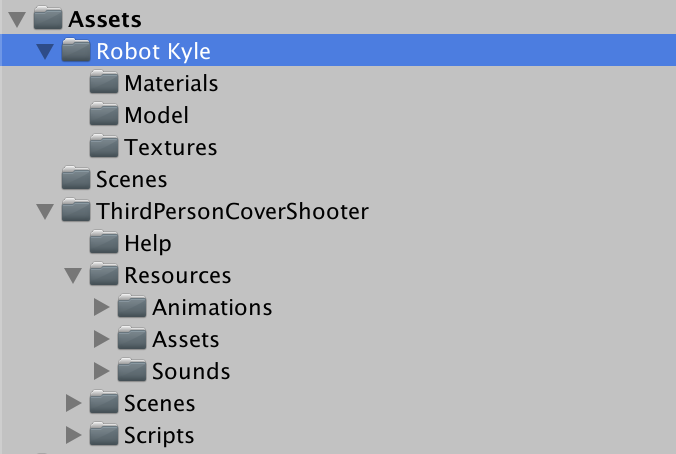 Assets
Robot Kyle
Materials
Model
Textures
Scenes
ThirdPersonCoverShooter
Help
Resources
Animations
Assets
Sounds
Scenes
Scripts